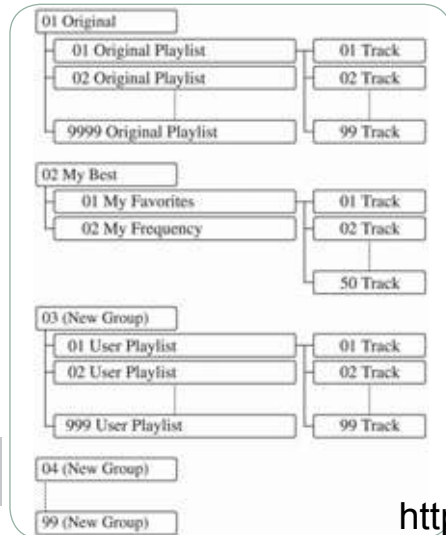 01 Original
01 Original Playlist 01 Track
02 Original Playlist 02 Track
9999 Original Playlist 99 Track
02 My Best
01 My Favorites 01 Track
02 My Frequency 02 Track
50 Track
03 (New Group)
01 User Playlist 01 Track
02 User Playlist 02 Track
999 User Playlist 99 Track
04 (New Group)
99 (New Group)
http